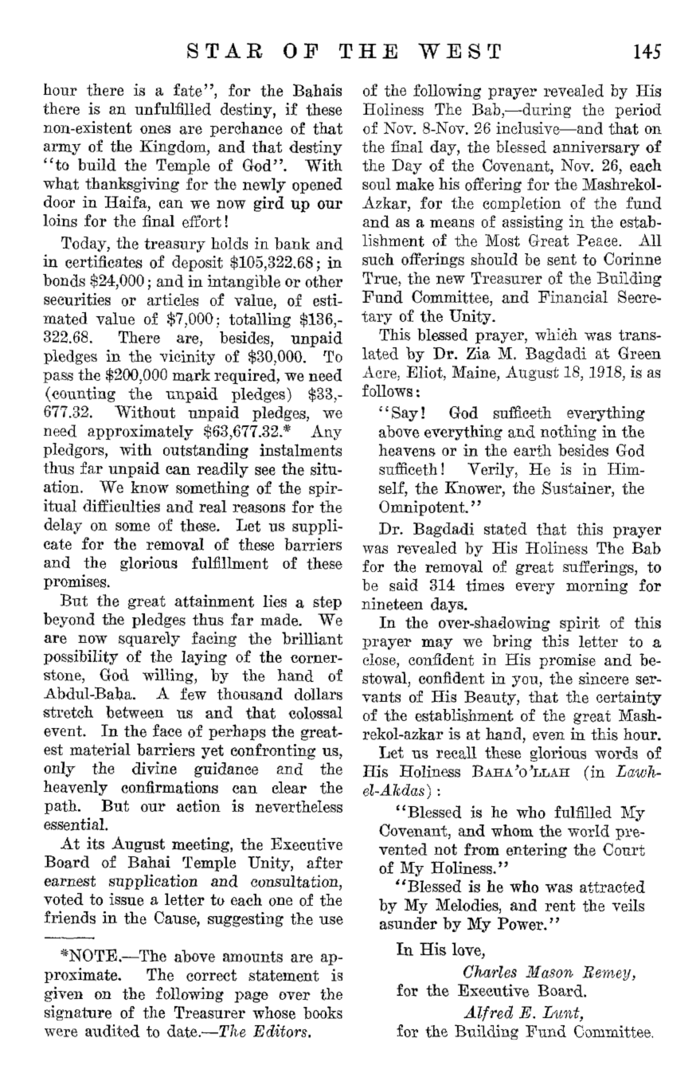 STAR OF THE WEST 145
hour there is a fate”, for the Bahais
there is an unfulfilled destiny, if these
non-existent ones are perchance of that
army of the Kingdom, and that destiny
“to build the Temple of God”. With
what thanksgiving for the newly opened
door in Haifa, can we now gird up our
loins for the final effort!
Today, the treasury holds in bank and
in certificates of deposit $105,322.68; in
bonds $24,000; and in intangible or other
securities or articles of value, of esti-
mated value of $7,000; totalling $136,-
322.68. There are, besides, unpaid
pledges in the vicinity of $30,000. To
pass the $200,000 mark required, we need
(counting the unpaid pledges) $33,-
677.32. Without unpaid pledges, we
need approximately $63,677.32.* Any
pledgors, with outstanding instalments
thus far unpaid can readily see the situ-
ation. We know something of the spir-
itual difficulties and real reasons for the
delay on some of these. Let us suppli-
cate for the removal of these barriers
and the glorious fulfillment of these
promises.
But the great attainment lies a step
beyond the pledges thus far made. We
are now squarely facing the brilliant
possibility of the laying of the corner-
stone, God willing, by the hand of
Abdul-Baha. A few thousand dollars
stretch between us and that colossal
event. In the face of perhaps the great-
est material barriers yet confronting us,
only the divine guidance and the
heavenly confirmations can clear the
path. But our action is nevertheless
essential.
At its August meeting, the Executive
Board of Bahai Temple Unity, after
earnest supplication and consultation,
voted to issue a letter to each one of the
friends in the Cause, suggesting the use
*NOTE.—The above amounts are ap-
proximate. The correct statement is
given on the following page over the
signature of the Treasurer whose books
were audited to date.—The Editors.
of the following prayer revealed by His
Holiness The Bab,—during the period
of Nov. 8-Nov. 26 inclusive—and that on
the final day, the blessed anniversary of
the Day of the Covenant, Nov. 26, each
soul make his offering for the Mashrekol-
Azkar, for the completion of the fund
and as a means of assisting in the estab-
lishment of the Most Great Peace. All
such offerings should be sent to Corinne
True, the new Treasurer of the Building
Fund Committee, and Financial Secre-
tary of the Unity.
This blessed prayer, which was trans-
lated by Dr. Zia M. Bagdadi at Green
Acre, Eliot, Maine, August 18, 1918, is as
follows:
“Say! God sufficeth everything
above everything and nothing in the
heavens or in the earth besides God
sufficeth! Verily, He is in Him-
self, the Knower, the Sustainer, the
Omnipotent.”
Dr. Bagdadi stated that this prayer
was revealed by His Holiness The Bab
for the removal of great sufferings, to
be said 314 times every morning for
nineteen days.
In the over-shadowing spirit of this
prayer may we bring this letter to a
close, confident in His promise and be-
stowal, confident in you, the sincere ser-
vants of His Beauty, that the certainty
of the establishment of the great Mash-
rekol-azkar is at hand, even in this hour.
Let us recall these glorious words of
His Holiness BAHA’O’LLAH (in Lawh-
el-Akdas):
“Blessed is he who fulfilled My
Covenant, and whom the world pre-
vented not from entering the Court
of My Holiness.”
“Blessed is he who was attracted
by My Melodies, and rent the veils
asunder by My Power.”
In His love,
Charles Mason Remey,
for the Executive Board.
Alfred E. Lunt,
for the Building Fund Committee.